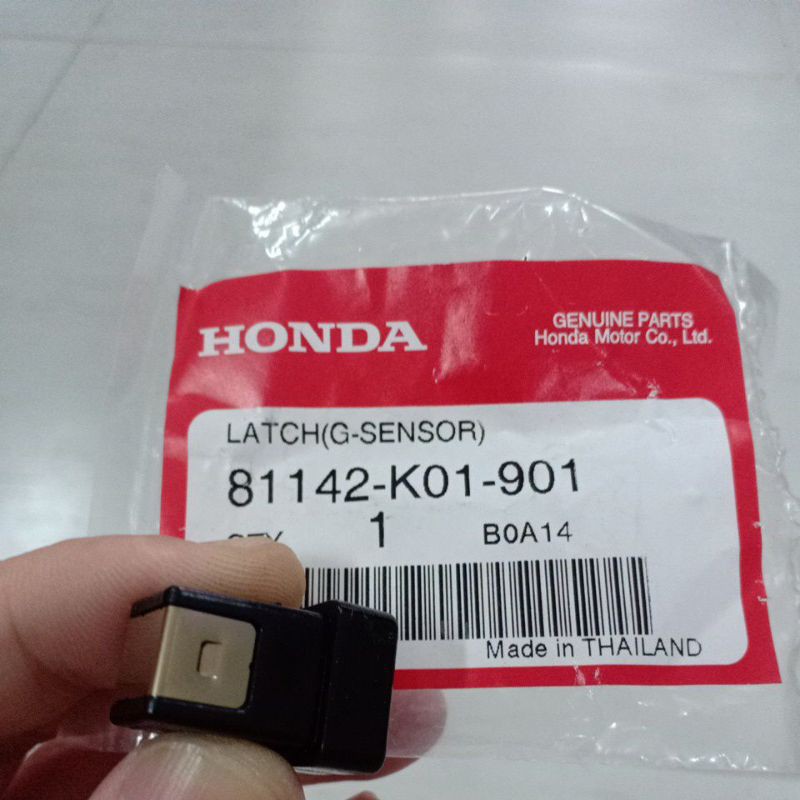 HONDA
GENUINE PARTS
Honda Motor Co., Ltd.
LATCH(G-SENSOR)
81142-K01-901
1 B0A14
Made in THAILAND